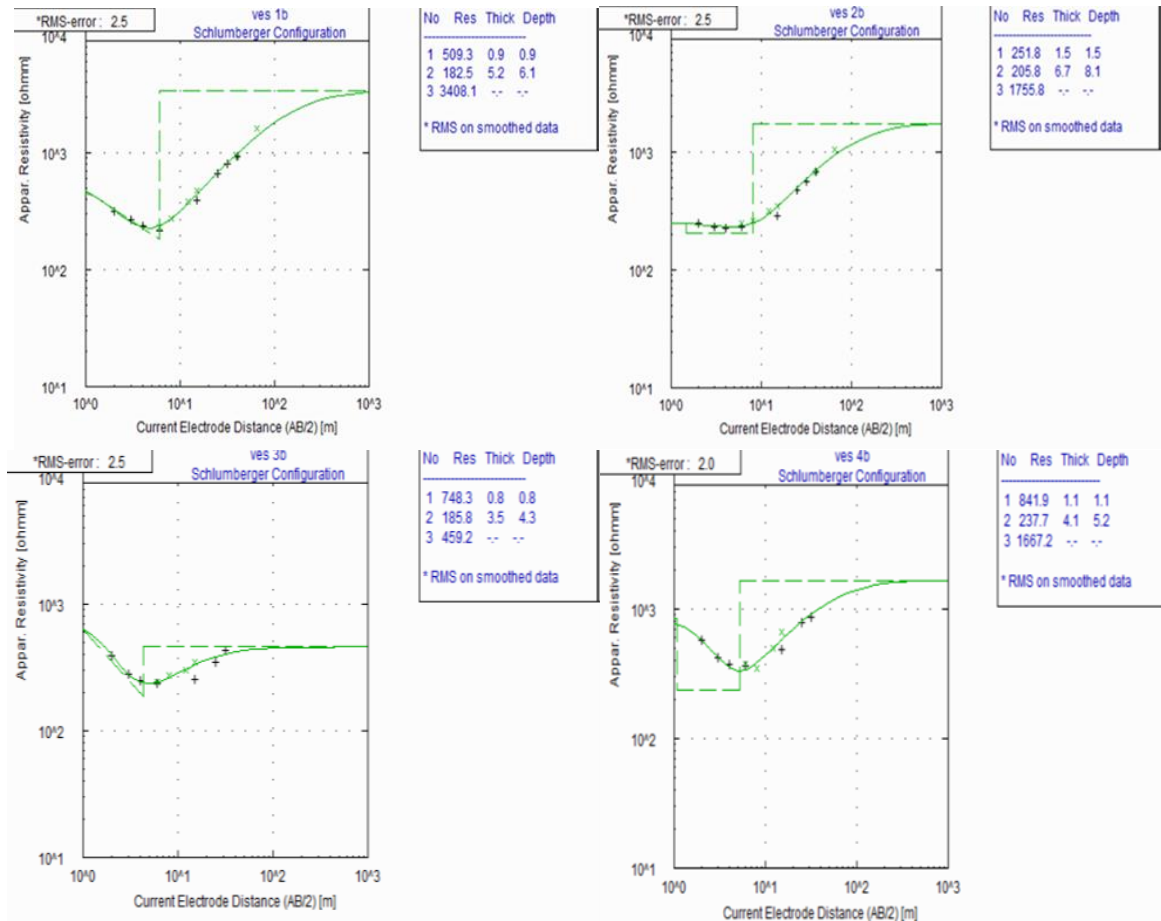 *RMS-error : 2.5
ves 1b
Schlumberger Configuration
10^4
10^3
10^2
10^1
Appar. Resistivity [ohmm]
10^0 10^1 10^2 10^3
Current Electrode Distance (AB/2) [m]
No Res Thick Depth
1 509.3 0.9 0.9
2 182.5 5.2 6.1
3 3408.1 -.- -.-
* RMS on smoothed data
*RMS-error : 2.5
ves 2b
Schlumberger Configuration
10^4
10^3
10^2
10^1
Appar. Resistivity [ohmm]
10^0 10^1 10^2 10^3
Current Electrode Distance (AB/2) [m]
No Res Thick Depth
1 251.8 1.5 1.5
2 205.8 6.7 8.1
3 1755.8 -.- -.-
* RMS on smoothed data
*RMS-error : 2.5
ves 3b
Schlumberger Configuration
10^4
10^3
10^2
10^1
Appar. Resistivity [ohmm]
10^0 10^1 10^2 10^3
Current Electrode Distance (AB/2) [m]
No Res Thick Depth
1 748.3 0.8 0.8
2 185.8 3.5 4.3
3 459.2 -.- -.-
* RMS on smoothed data
*RMS-error : 2.0
ves 4b
Schlumberger Configuration
10^4
10^3
10^2
10^1
Appar. Resistivity [ohmm]
10^0 10^1 10^2 10^3
Current Electrode Distance (AB/2) [m]
No Res Thick Depth
1 841.9 1.1 1.1
2 237.7 4.1 5.2
3 1667.2 -.- -.-
* RMS on smoothed data